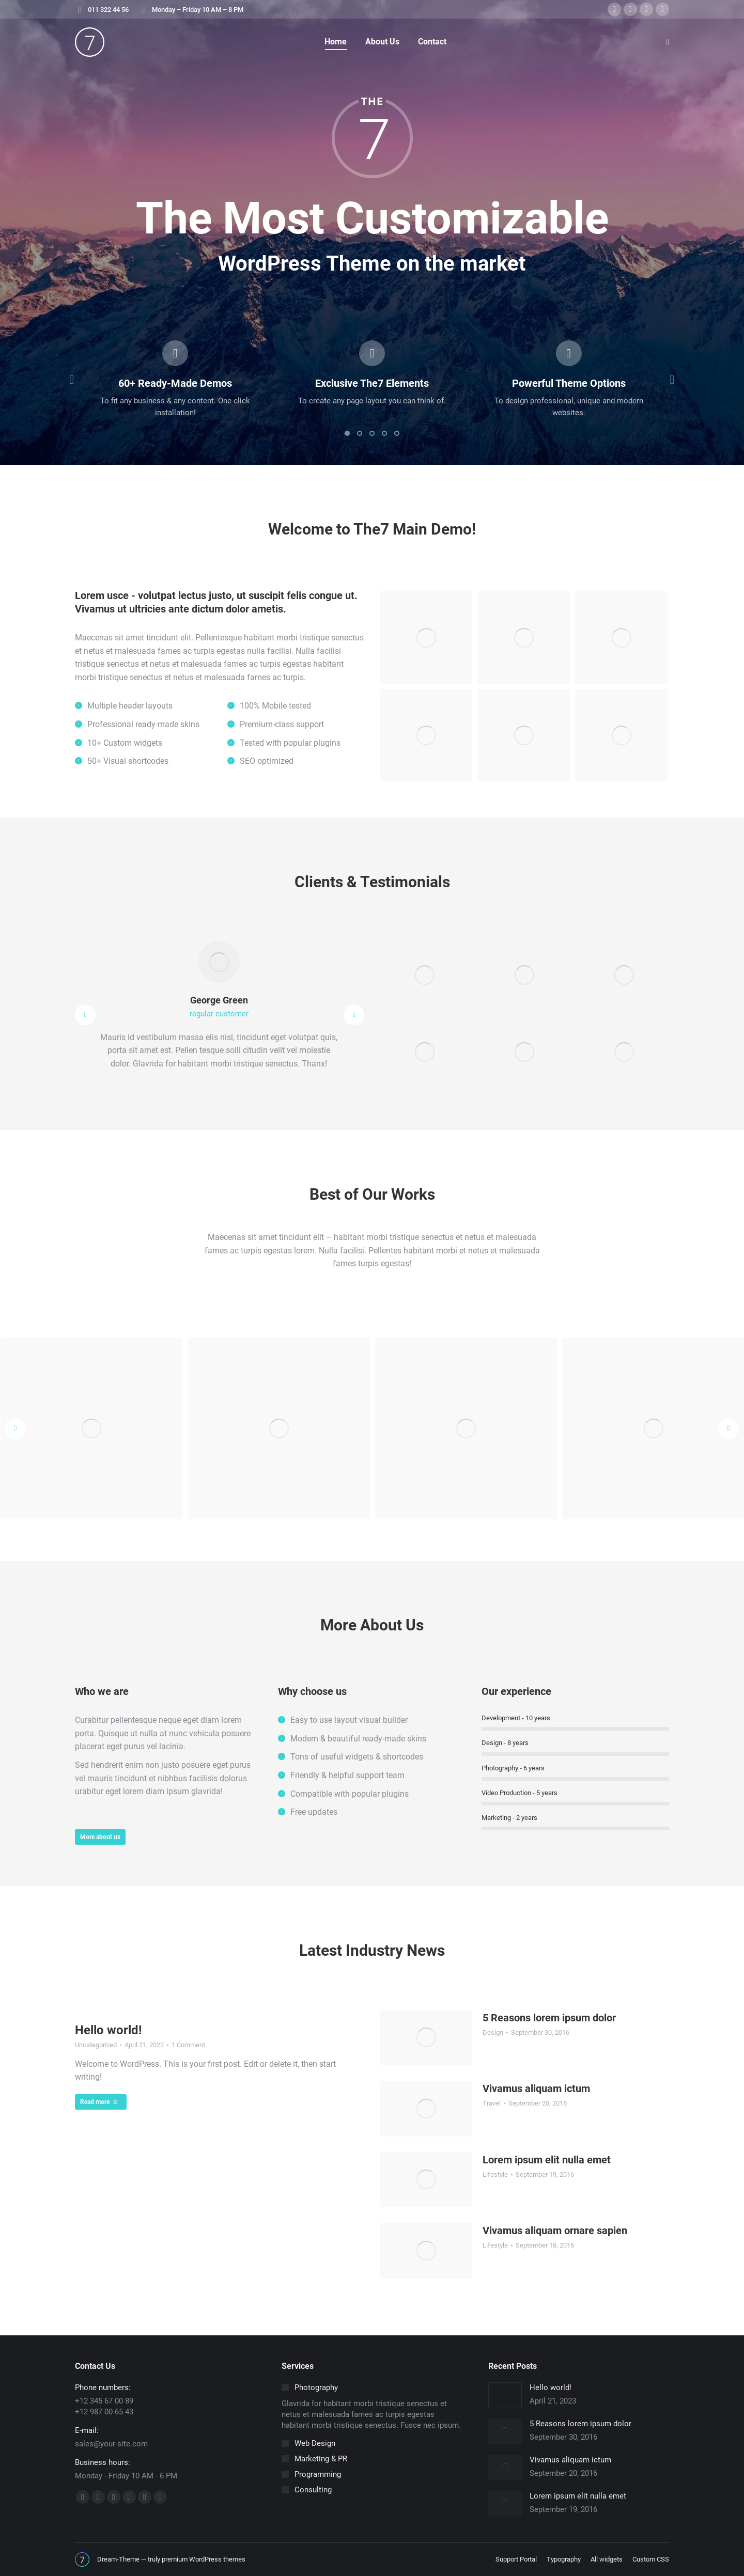 011 322 44 56
Monday – Friday 10 AM – 8 PM
7
Home
About Us
Contact
THE
7
The Most Customizable
WordPress Theme on the market
60+ Ready-Made Demos
To fit any business & any content. One-click
installation!
Exclusive The7 Elements
To create any page layout you can think of.
Powerful Theme Options
To design professional, unique and modern
websites.
Welcome to The7 Main Demo!
Lorem usce - volutpat lectus justo, ut suscipit felis congue ut.
Vivamus ut ultricies ante dictum dolor ametis.
Maecenas sit amet tincidunt elit. Pellentesque habitant morbi tristique senectus
et netus et malesuada fames ac turpis egestas nulla facilisi. Nulla facilisi
tristique senectus et netus et malesuada fames ac turpis egestas habitant
morbi tristique senectus et netus et malesuada fames ac turpis.
Multiple header layouts
Professional ready-made skins
10+ Custom widgets
50+ Visual shortcodes
100% Mobile tested
Premium-class support
Tested with popular plugins
SEO optimized
Clients & Testimonials
George Green
regular customer
Mauris id vestibulum massa elis nisl, tincidunt eget volutpat quis,
porta sit amet est. Pellen tesque solli citudin velit vel molestie
dolor. Glavrida for habitant morbi tristique senectus. Thanx!
Best of Our Works
Maecenas sit amet tincidunt elit – habitant morbi tristique senectus et netus et malesuada
fames ac turpis egestas lorem. Nulla facilisi. Pellentes habitant morbi et netus et malesuada
fames turpis egestas!
More About Us
Who we are
Curabitur pellentesque neque eget diam lorem
porta. Quisque ut nulla at nunc vehicula posuere
placerat eget purus vel lacinia.
Sed hendrerit enim non justo posuere eget purus
vel mauris tincidunt et nibhbus facilisis dolorus
urabitur eget lorem diam ipsum glavrida!
More about us
Why choose us
Easy to use layout visual builder
Modern & beautiful ready-made skins
Tons of useful widgets & shortcodes
Friendly & helpful support team
Compatible with popular plugins
Free updates
Our experience
Development - 10 years
Design - 8 years
Photography - 6 years
Video Production - 5 years
Marketing - 2 years
Latest Industry News
Hello world!
Uncategorized • April 21, 2023 • 1 Comment
Welcome to WordPress. This is your first post. Edit or delete it, then start
writing!
Read more
5 Reasons lorem ipsum dolor
Design • September 30, 2016
Vivamus aliquam ictum
Travel • September 20, 2016
Lorem ipsum elit nulla emet
Lifestyle • September 19, 2016
Vivamus aliquam ornare sapien
Lifestyle • September 18, 2016
Contact Us
Phone numbers:
+12 345 67 00 89
+12 987 00 65 43
E-mail:
sales@your-site.com
Business hours:
Monday - Friday 10 AM - 6 PM
Services
Photography
Glavrida for habitant morbi tristique senectus et
netus et malesuada fames ac turpis egestas
habitant morbi tristique senectus. Fusce nec ipsum.
Web Design
Marketing & PR
Programming
Consulting
Recent Posts
Hello world!
April 21, 2023
5 Reasons lorem ipsum dolor
September 30, 2016
Vivamus aliquam ictum
September 20, 2016
Lorem ipsum elit nulla emet
September 19, 2016
7
Dream-Theme — truly premium WordPress themes
Support Portal
Typography
All widgets
Custom CSS